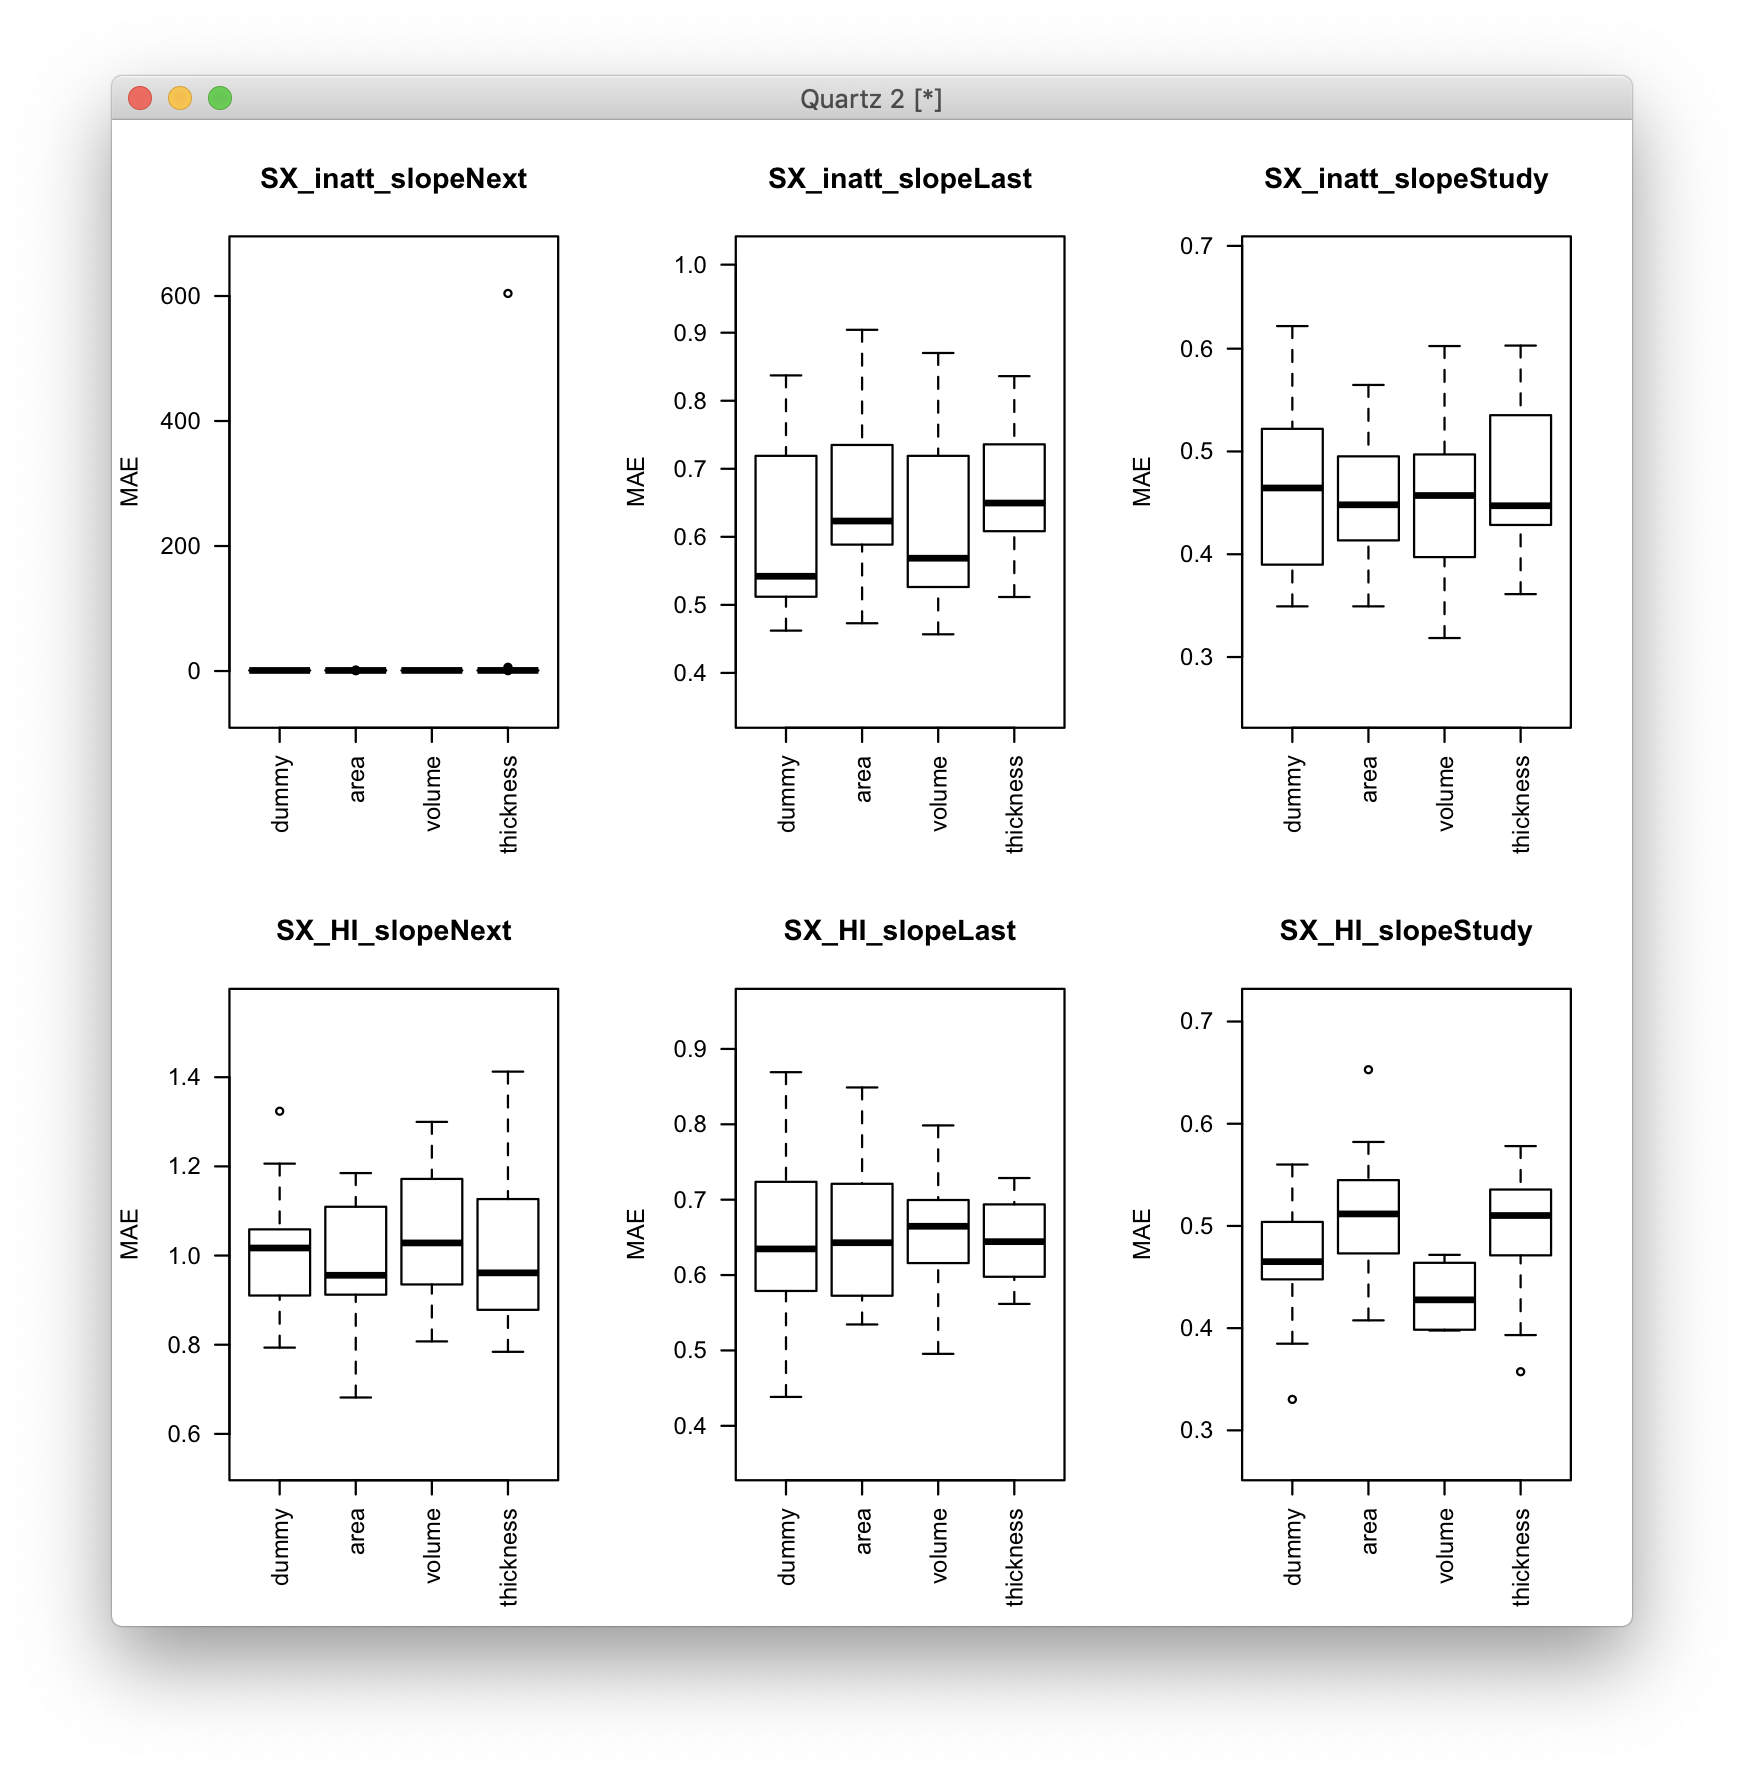 Quartz 2 [*]
SX_inatt_slopeNext
MAE
600
400
200
0
dummy
area
volume
thickness
SX_inatt_slopeLast
MAE
1.0
0.9
0.8
0.7
0.6
0.5
0.4
dummy
area
volume
thickness
SX_inatt_slopeStudy
MAE
0.7
0.6
0.5
0.4
0.3
dummy
area
volume
thickness
SX_HI_slopeNext
MAE
1.4
1.2
1.0
0.8
0.6
dummy
area
volume
thickness
SX_HI_slopeLast
MAE
0.9
0.8
0.7
0.6
0.5
0.4
dummy
area
volume
thickness
SX_HI_slopeStudy
MAE
0.7
0.6
0.5
0.4
0.3
dummy
area
volume
thickness